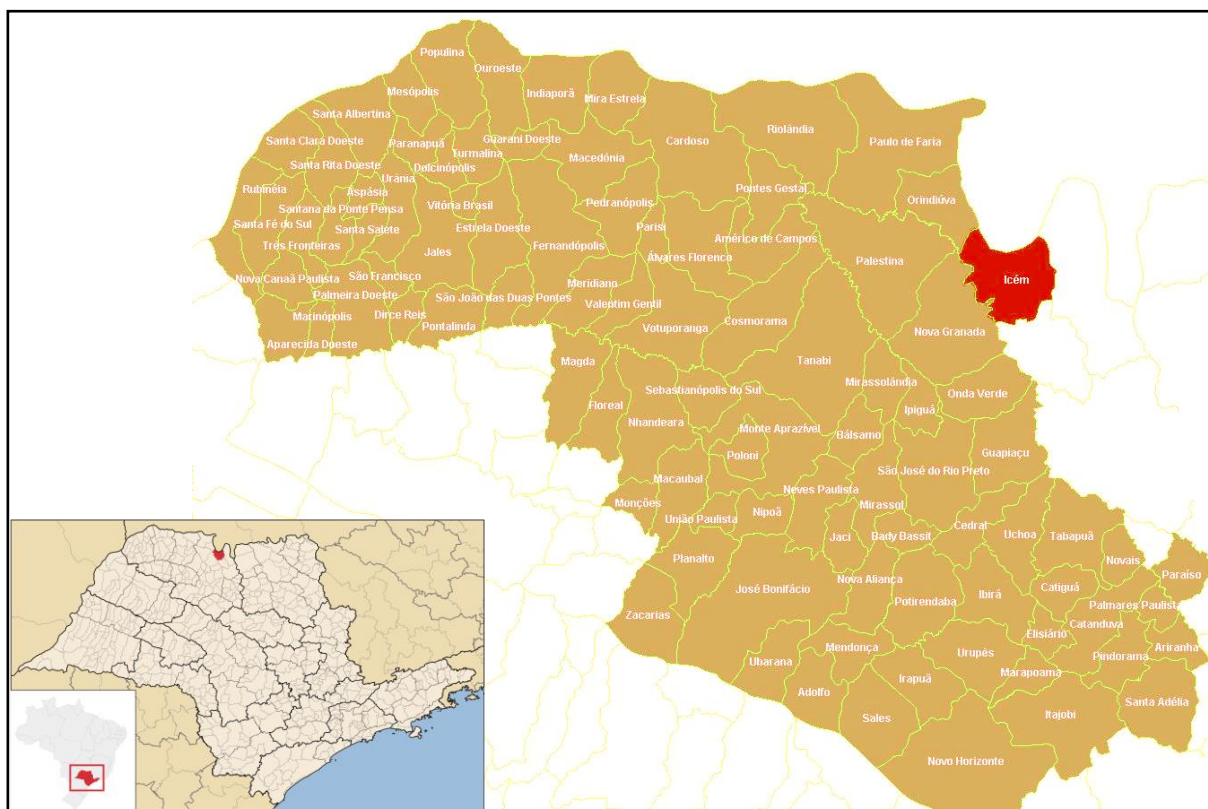 Populina
Ouroeste
Mesópolis
Indiaporã
Mira Estrela
Santa Albertina
Riolândia
Santa Clara Doeste
Paranapuã
Guarani Doeste
Turmalina
Cardoso
Paulo de Faria
Santa Rita Doeste
Dolcinópolis
Macedônia
Urânia
Rubinéia
Aspásia
Pontes Gestal
Orindiúva
Santana da Ponte Pensa
Vitória Brasil
Pedranópolis
Santa Fé do Sul
Santa Salete
Estrela Doeste
Parisi
Américo de Campos
Três Fronteiras
Jales
Fernandópolis
Álvares Florenco
Palestina
Nova Canaã Paulista
São Francisco
Meridiano
Icém
Palmeira Doeste
São João das Duas Pontes
Valentim Gentil
Marinópolis
Dirce Reis
Pontalinda
Votuporanga
Cosmorama
Nova Granada
Aparecida Doeste
Magda
Tanabi
Sebastianópolis do Sul
Mirassolândia
Onda Verde
Floreal
Ipiguá
Nhandeara
Monte Aprazível
Bálsamo
Poloni
Guapiaçu
Macaubal
São José do Rio Preto
Monções
Neves Paulista
União Paulista
Nipoã
Mirassol
Cedral
Uchoa
Tabapuã
Jaci
Bady Bassit
Planalto
Novais
José Bonifácio
Nova Aliança
Ibirá
Catiguá
Paraíso
Zacarias
Potirendaba
Palmares Paulista
Elisiário
Catanduva
Ubarana
Mendonça
Urupês
Pindorama
Ariranha
Adolfo
Irapuã
Marapoama
Sales
Itajobi
Santa Adélia
Novo Horizonte